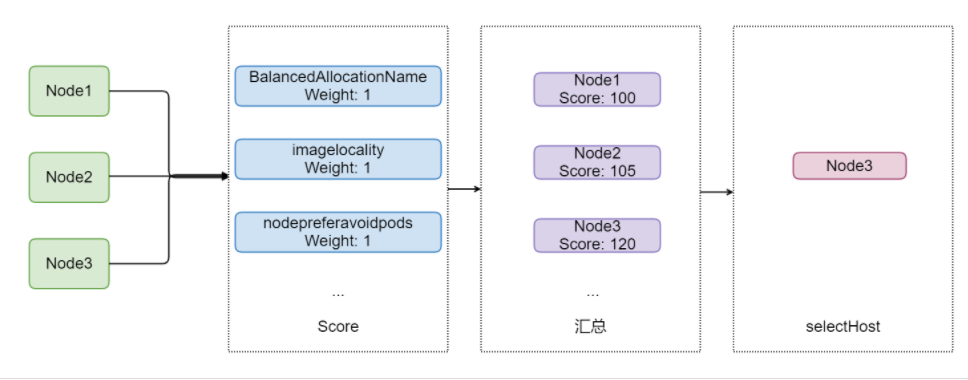 Node1
Node2
Node3
BalancedAllocationName
Weight: 1
imagelocality
Weight: 1
nodepreferavoidpods
Weight: 1
...
Score
Node1
Score: 100
Node2
Score: 105
Node3
Score: 120
...
汇总
Node3
selectHost